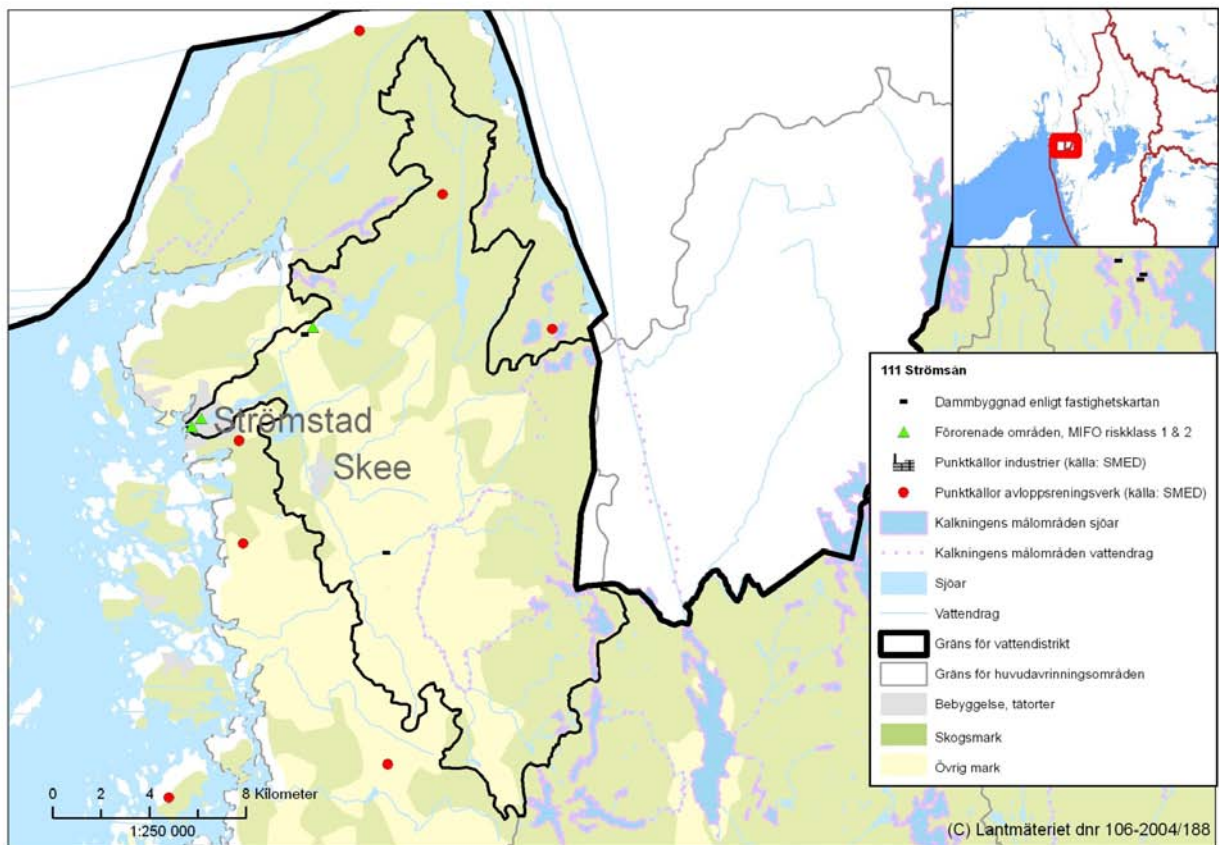 Strömstad
Skee
111 Strömsån
Dammbyggnad enligt fastighetskartan
Förorenade områden, MIFO riskklass 1 & 2
Punktkällor industrier (källa: SMED)
Punktkällor avloppsreningsverk (källa: SMED)
Kalkningens målområden sjöar
Kalkningens målområden vattendrag
Sjöar
Vattendrag
Gräns för vattendistrikt
Gräns för huvudavrinningsområden
Bebyggelse, tätorter
Skogsmark
Övrig mark
0 2 4 8 Kilometer
1:250 000
(C) Lantmäteriet dnr 106-2004/188